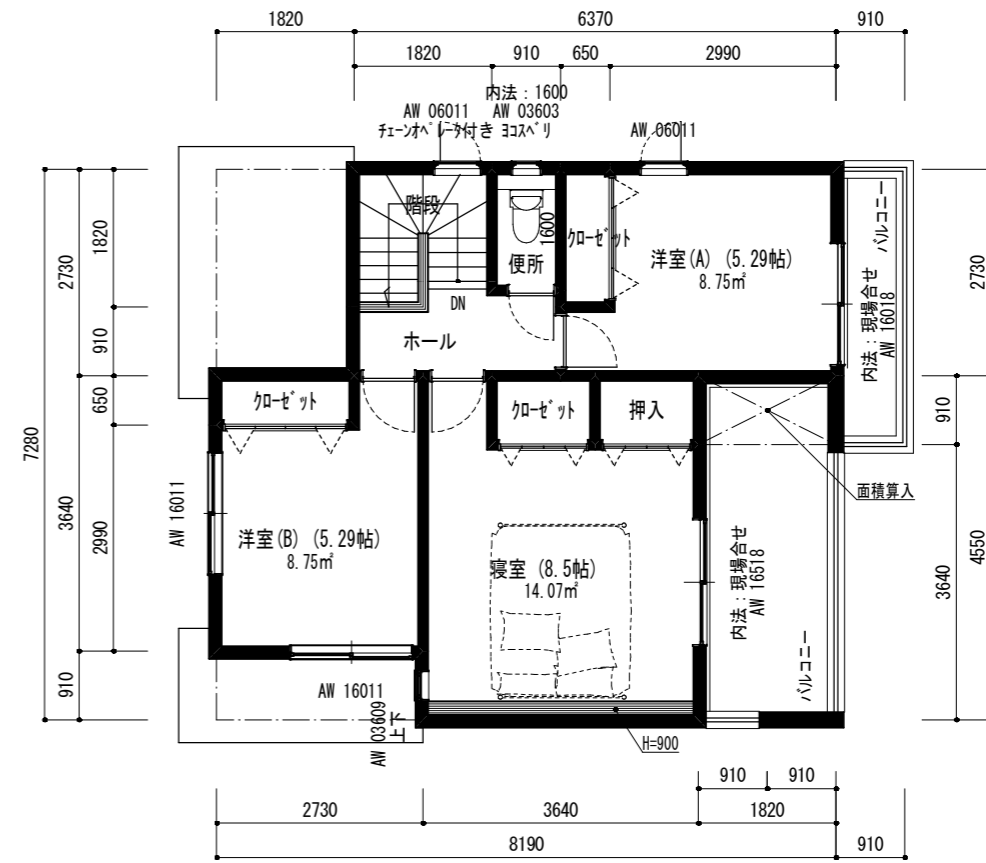 1820
6370
910
1820
910
650
2990
内法：1600
AW 06011
AW 03603
チェーンオペレータ付き
ヨコスベリ
AW 06011
7280
2730
3640
910
1820
910
650
2990
階段
DN
便所
1600
ホール
クローゼット
洋室(A) (5.29帖)
8.75㎡
バルコニー
内法：現場合せ
AW 16018
2730
910
3640
4550
クローゼット
クローゼット
押入
面積算入
AW 16011
洋室(B) (5.29帖)
8.75㎡
寝室 (8.5帖)
14.07㎡
内法：現場合せ
AW 16518
バルコニー
AW 16011
AW 03609
上下
H=900
910
910
2730
3640
1820
8190
910